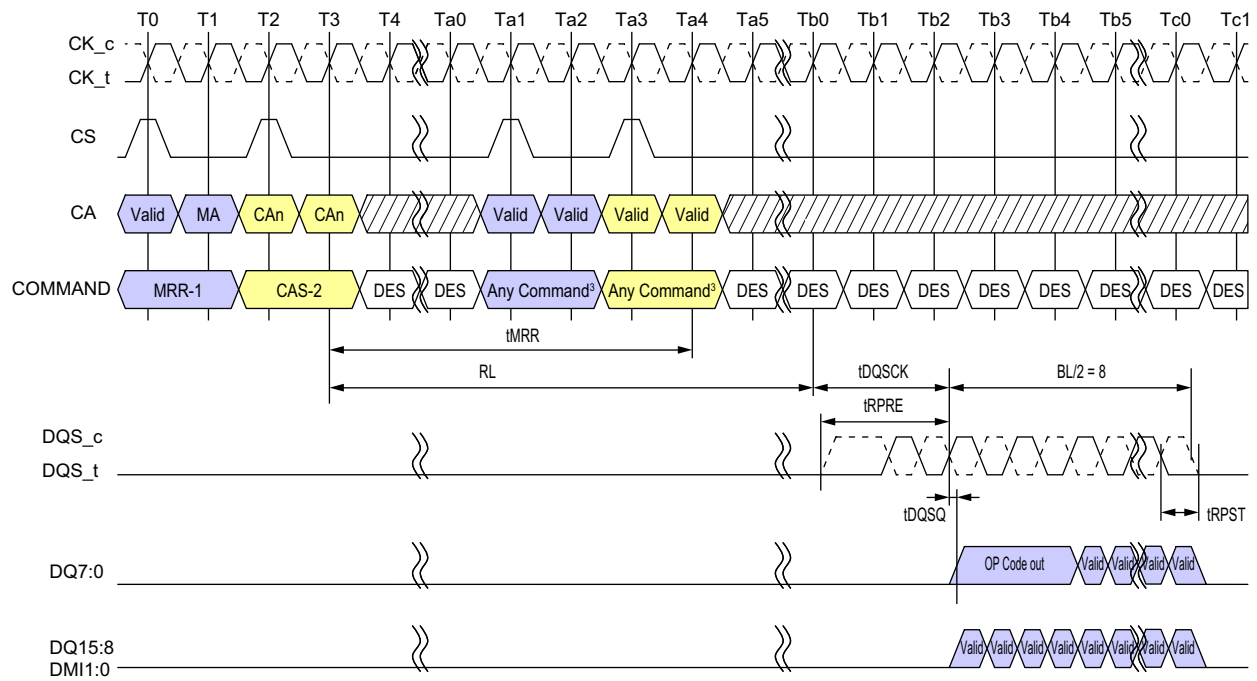 T0 T1 T2 T3 T4 Ta0 Ta1 Ta2 Ta3 Ta4 Ta5 Tb0 Tb1 Tb2 Tb3 Tb4 Tb5 Tc0 Tc1
CK_c
CK_t
CS
CA Valid MA CAn CAn Valid Valid Valid Valid
COMMAND MRR-1 CAS-2 DES DES Any Command³ Any Command³ DES DES DES DES DES DES DES DES DES
tMRR
RL tDQSCK BL/2 = 8
tRPRE
DQS_c
DQS_t
tDQSQ tRPST
DQ7:0 OP Code out Valid Valid Valid Valid
DQ15:8 Valid Valid Valid Valid Valid Valid Valid Valid
DMI1:0